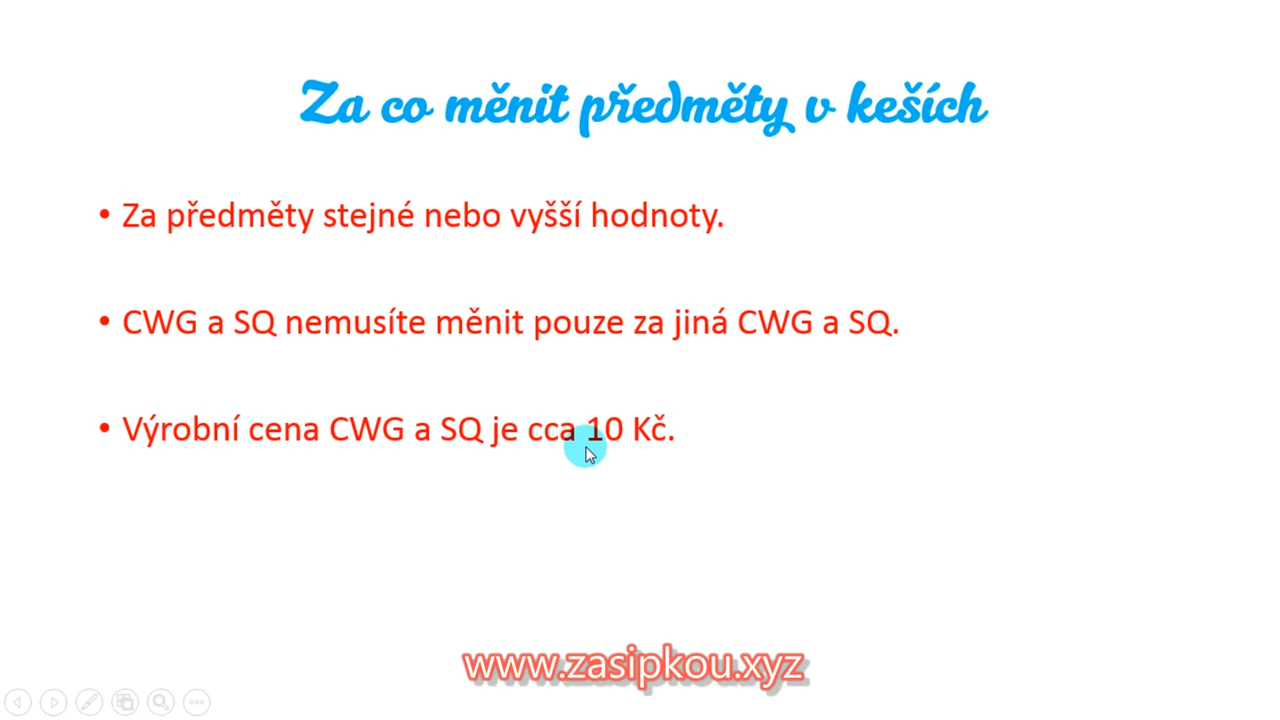 Za co měnit předměty v keších
• Za předměty stejné nebo vyšší hodnoty.
• CWG a SQ nemusíte měnit pouze za jiná CWG a SQ.
• Výrobní cena CWG a SQ je cca 10 Kč.
www.zasipkou.xyz